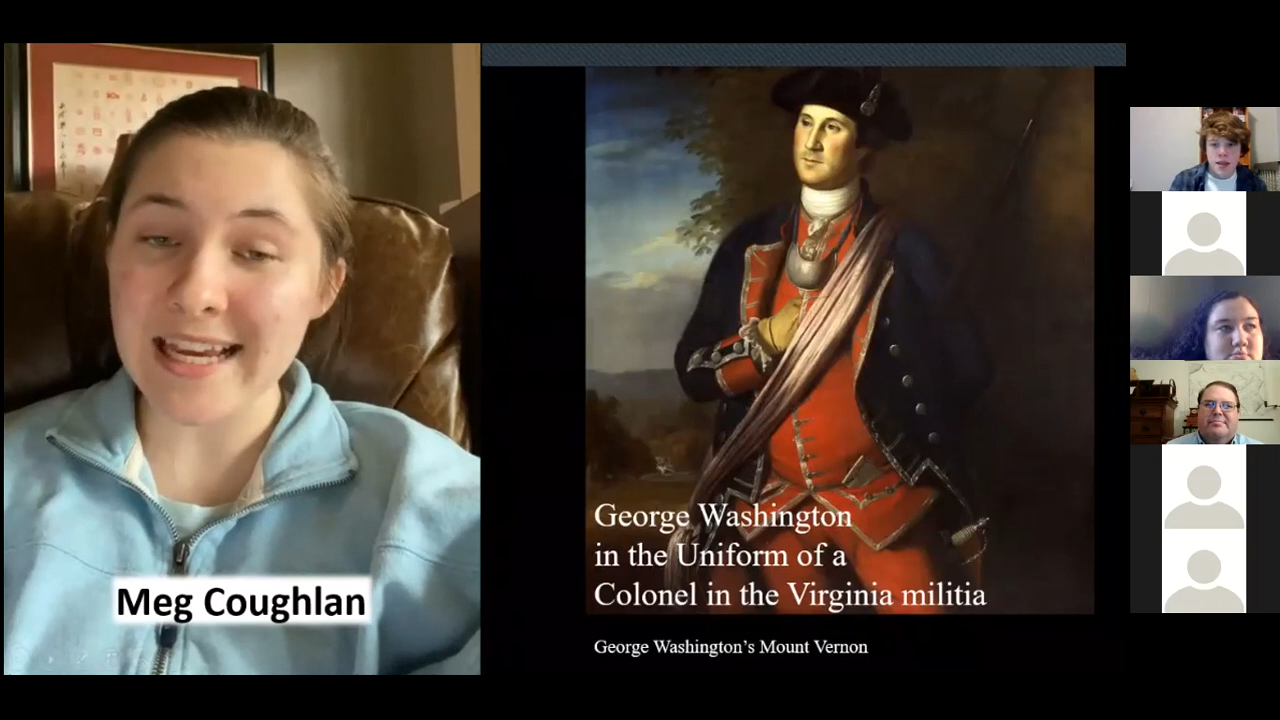 Meg Coughlan
George Washington
in the Uniform of a
Colonel in the Virginia militia
George Washington's Mount Vernon